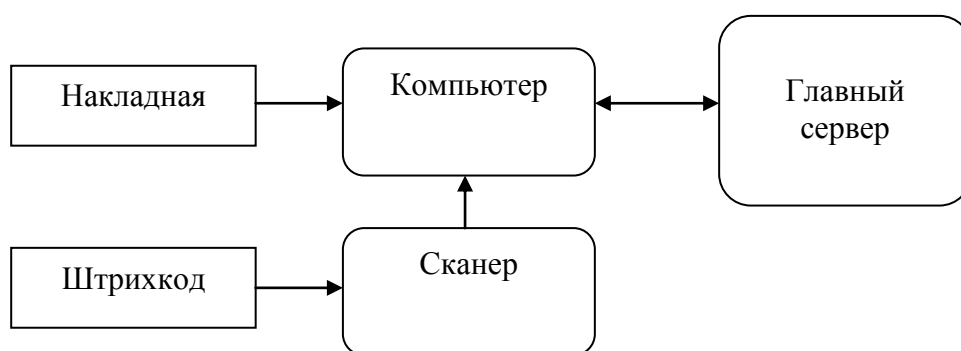 Накладная
Компьютер
Главный
сервер
Штрихкод
Сканер